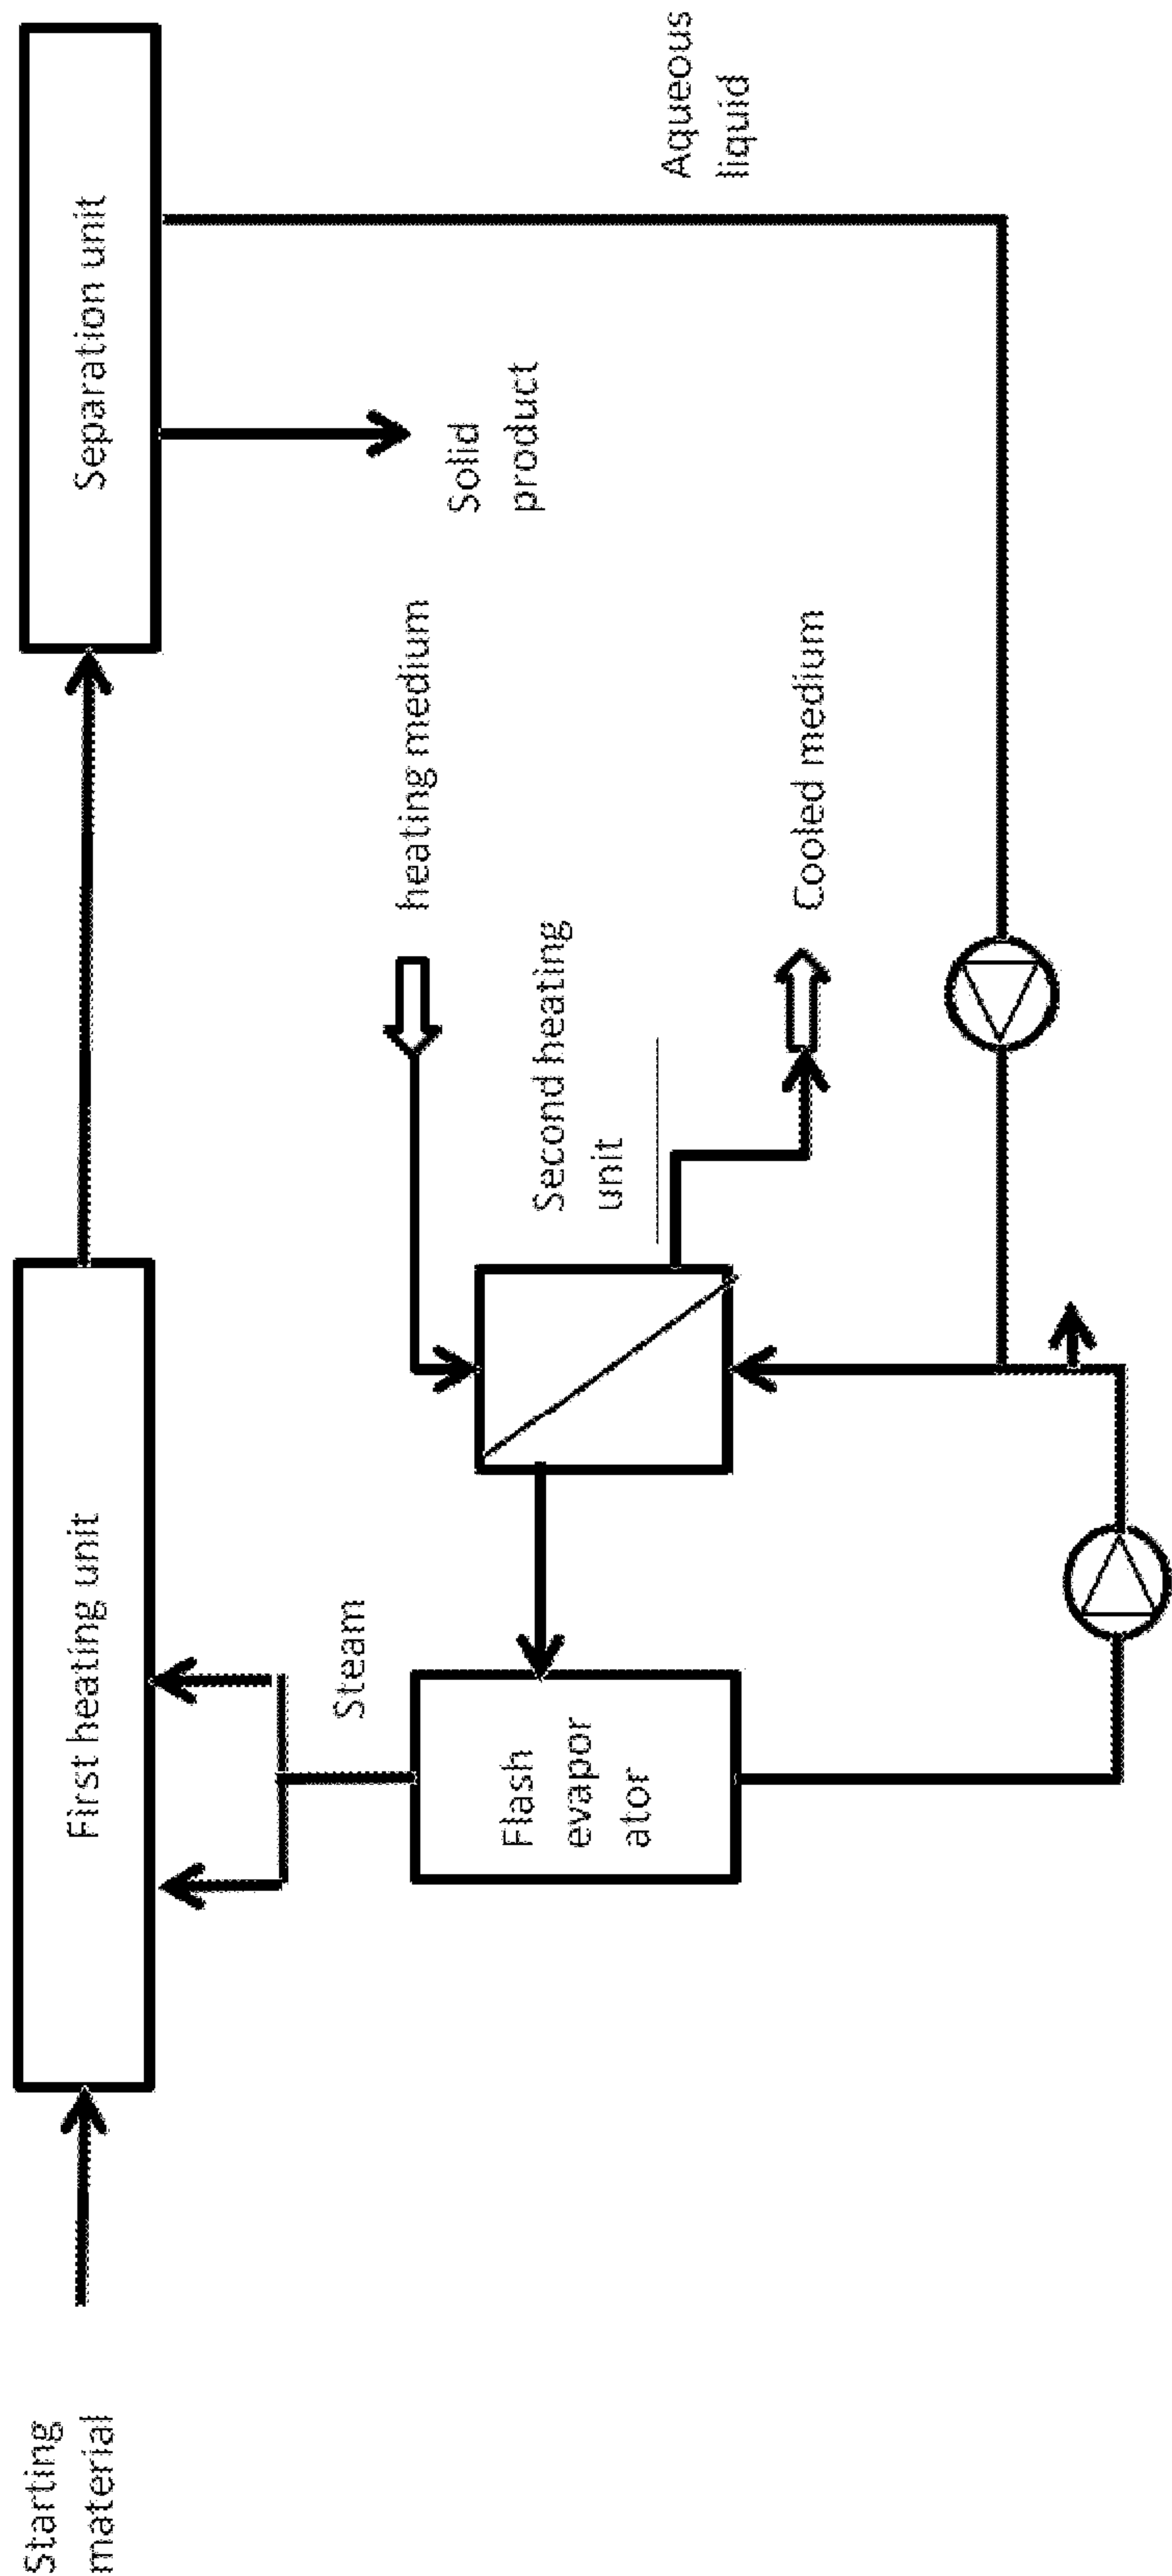 Starting
material
First heating unit
Separation unit
Steam
heating medium
Solid
product
Flash
evapor
ator
Second heating
unit
Cooled medium
Aqueous
liquid